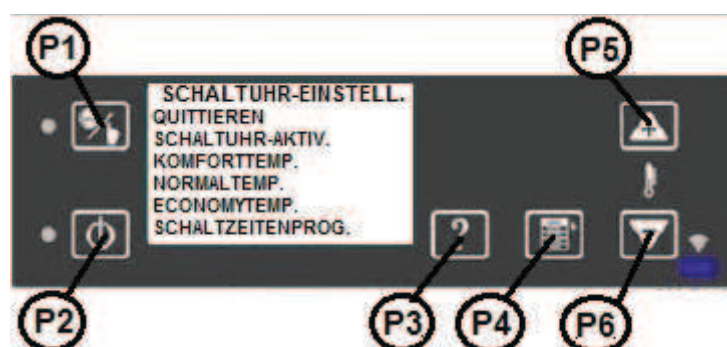 P1
P5
SCHALTUHR-EINSTELL.
QUITTIEREN
SCHALTUHR-AKTIV.
KOMFORTTEMP.
NORMALTEMP.
ECONOMYTEMP.
SCHALTZEITENPROG.
?
+
-
P2
P3
P4
P6